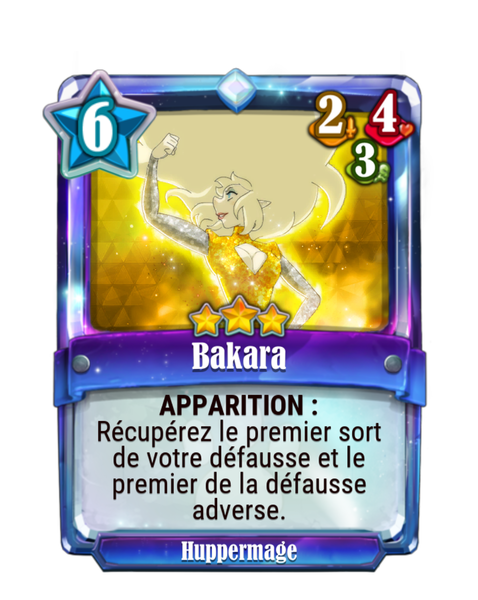 6
2
4
3
Bakara
APPARITION :
Récupérez le premier sort
de votre défausse et le
premier de la défausse
adverse.
Huppermage